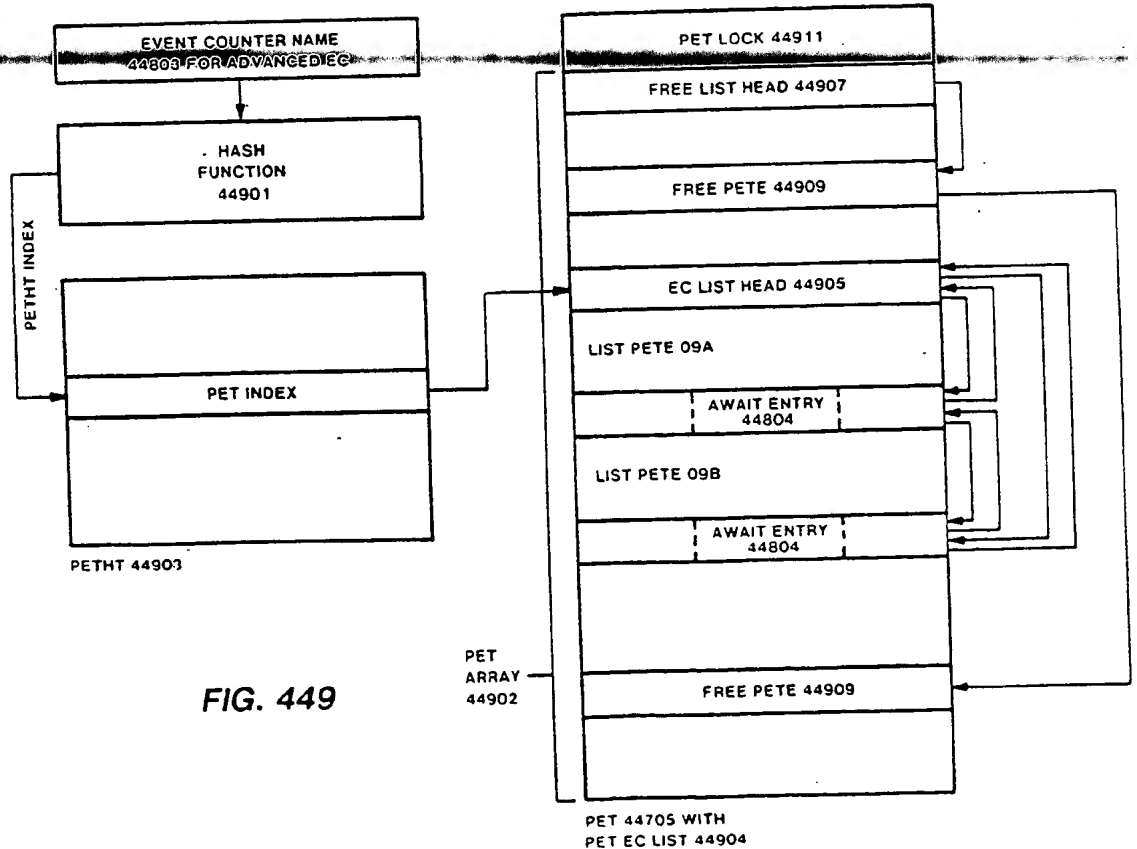 EVENT COUNTER NAME
44803 FOR ADVANCED EC
HASH
FUNCTION
44901
PETHT INDEX
PET INDEX
PETHT 44903
FIG. 449
PET LOCK 44911
FREE LIST HEAD 44907
FREE PETE 44909
EC LIST HEAD 44905
LIST PETE 09A
AWAIT ENTRY
44804
LIST PETE 09B
AWAIT ENTRY
44804
PET
ARRAY
44902
FREE PETE 44909
PET 44705 WITH
PET EC LIST 44904